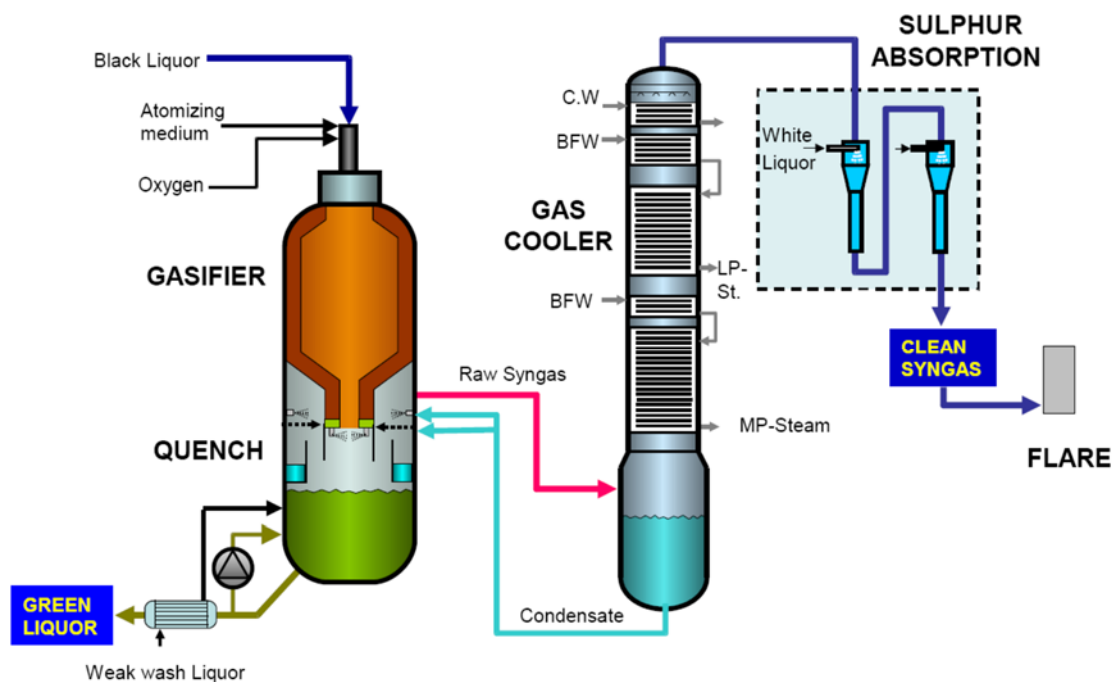 SULPHUR
ABSORPTION
Black Liquor
Atomizing
medium
Oxygen
C.W
BFW
White
Liquor
GASIFIER
GAS
COOLER
LP-
St.
BFW
CLEAN
SYNGAS
Raw Syngas
MP-Steam
QUENCH
FLARE
GREEN
LIQUOR
Condensate
Weak wash Liquor